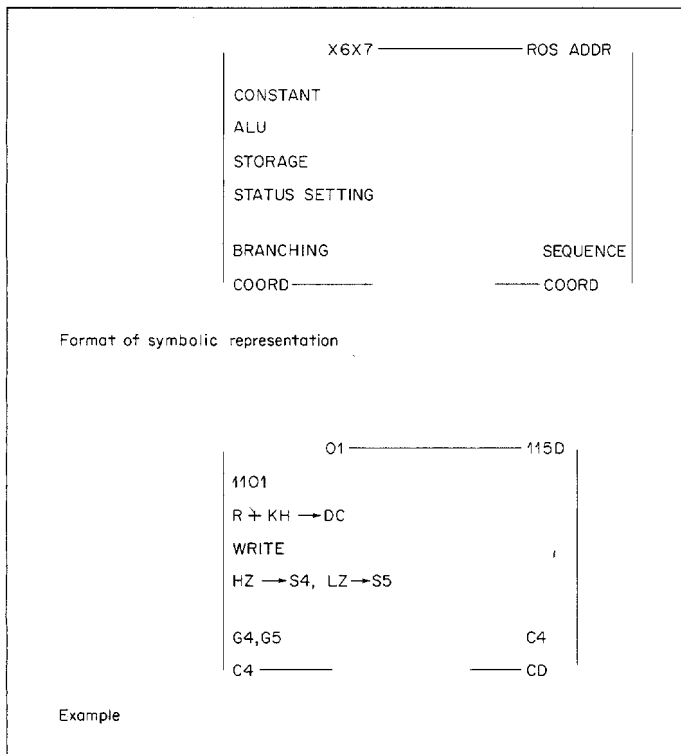 X6X7 ROS ADDR
CONSTANT
ALU
STORAGE
STATUS SETTING
BRANCHING SEQUENCE
COORD COORD
Format of symbolic representation
01 115D
1101
R + KH → DC
WRITE
HZ → S4, LZ → S5
G4,G5 C4
C4 CD
Example